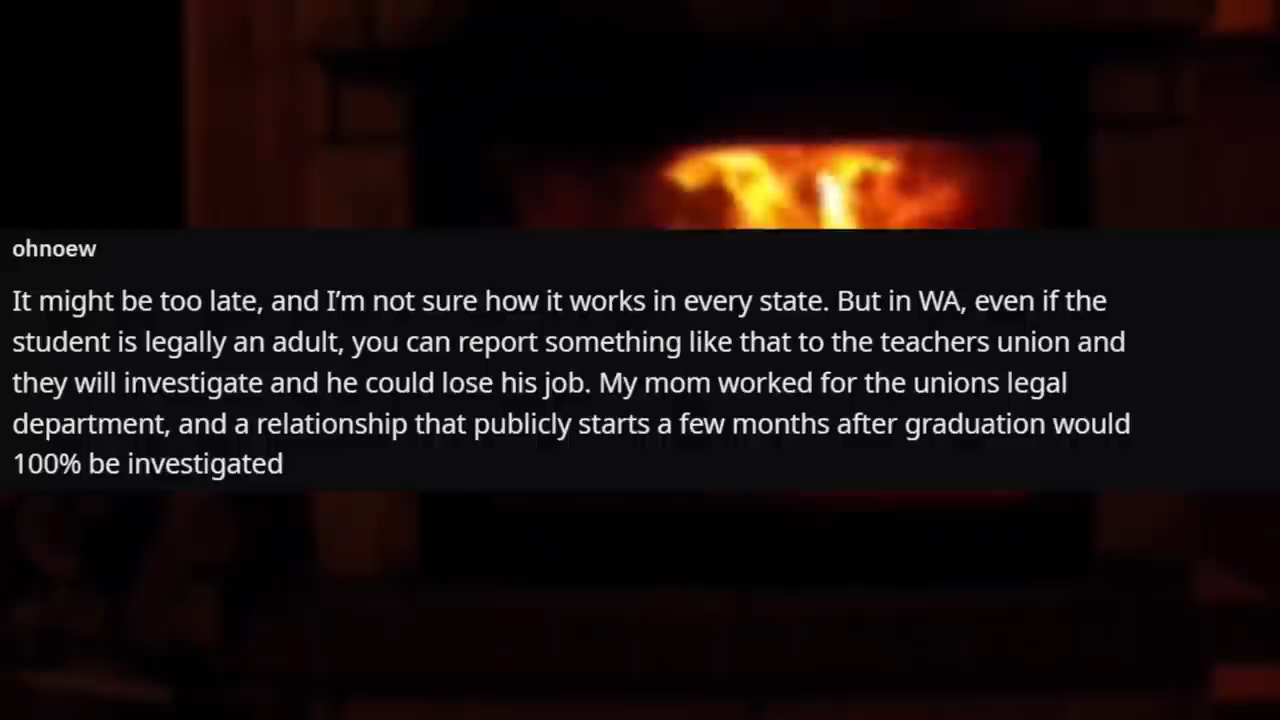 ohnoew
It might be too late, and I’m not sure how it works in every state. But in WA, even if the
student is legally an adult, you can report something like that to the teachers union and
they will investigate and he could lose his job. My mom worked for the unions legal
department, and a relationship that publicly starts a few months after graduation would
100% be investigated